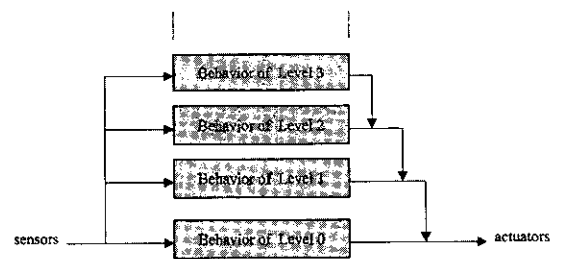 Behavior of Level 3
Behavior of Level 2
Behavior of Level 1
sensors
Behavior of Level 0
actuators